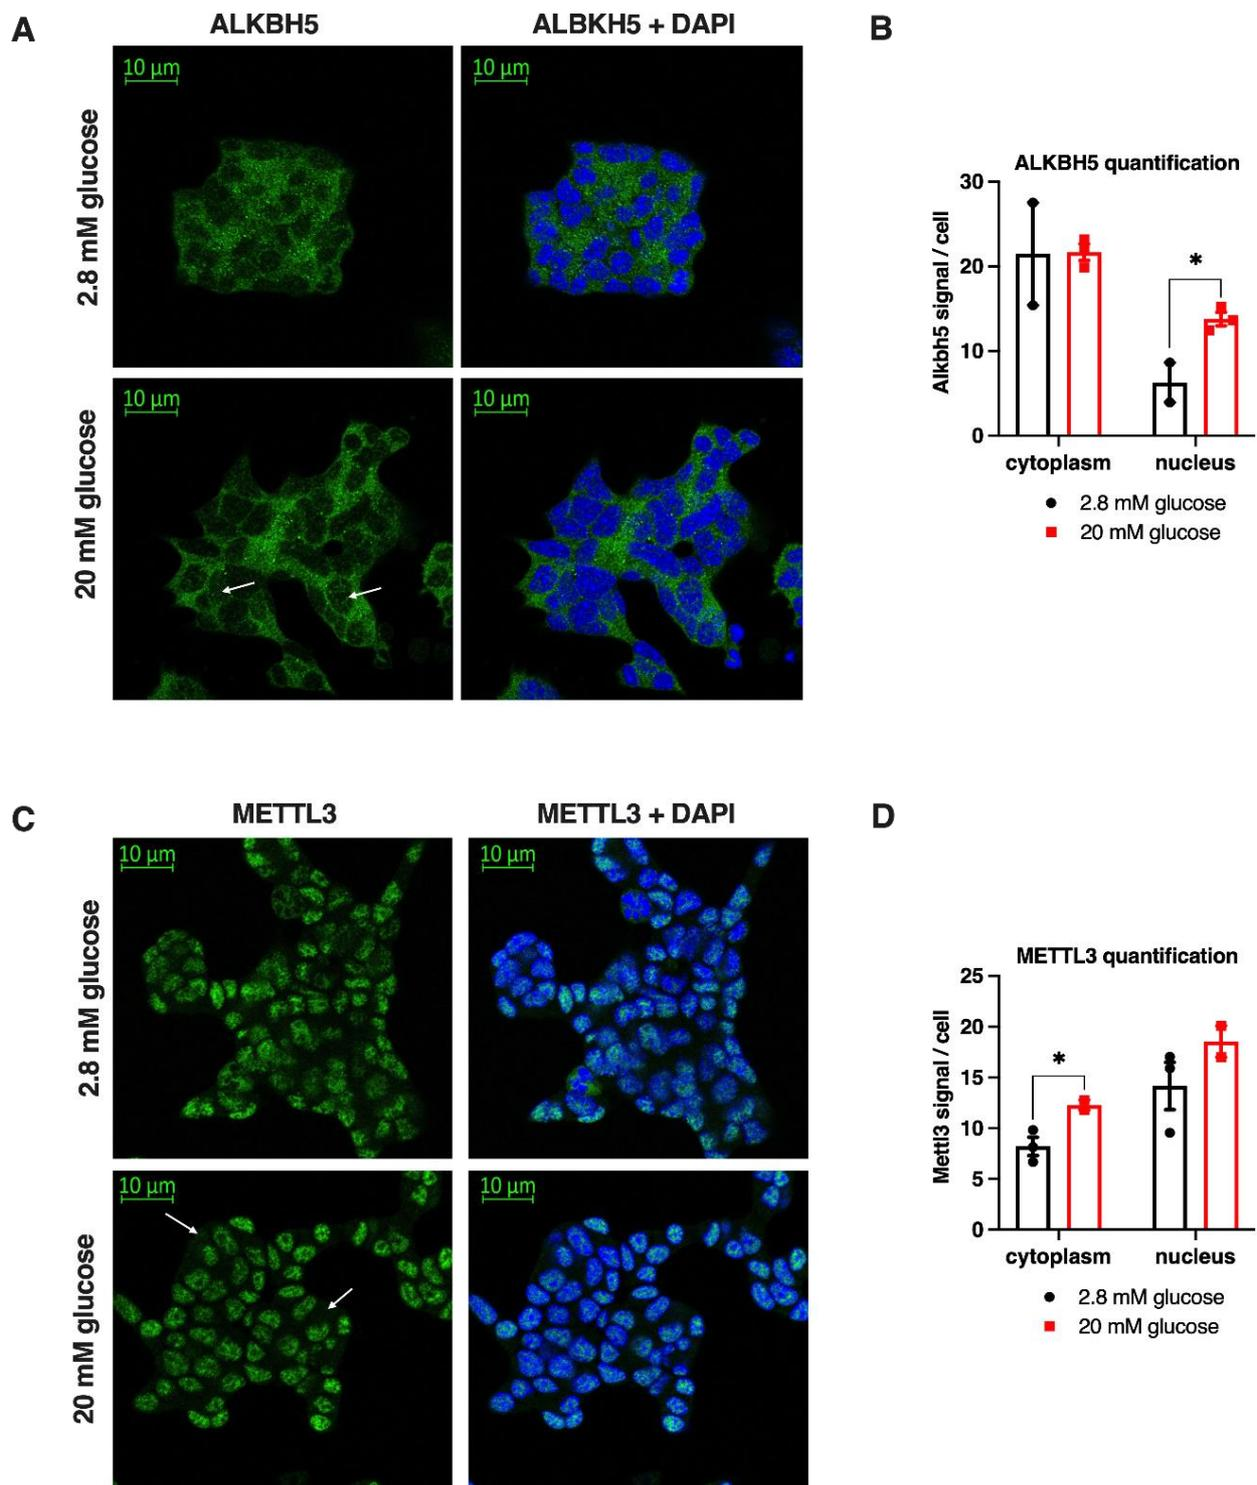 A
ALKBH5
ALBKH5 + DAPI
B
2.8 mM glucose
10 µm
10 µm
20 mM glucose
10 µm
10 µm
ALKBH5 quantification
Alkbh5 signal / cell
30
20
10
0
*
cytoplasm
nucleus
2.8 mM glucose
20 mM glucose
C
METTL3
METTL3 + DAPI
D
2.8 mM glucose
10 µm
10 µm
20 mM glucose
10 µm
10 µm
METTL3 quantification
Mettl3 signal / cell
25
20
15
10
5
0
*
cytoplasm
nucleus
2.8 mM glucose
20 mM glucose